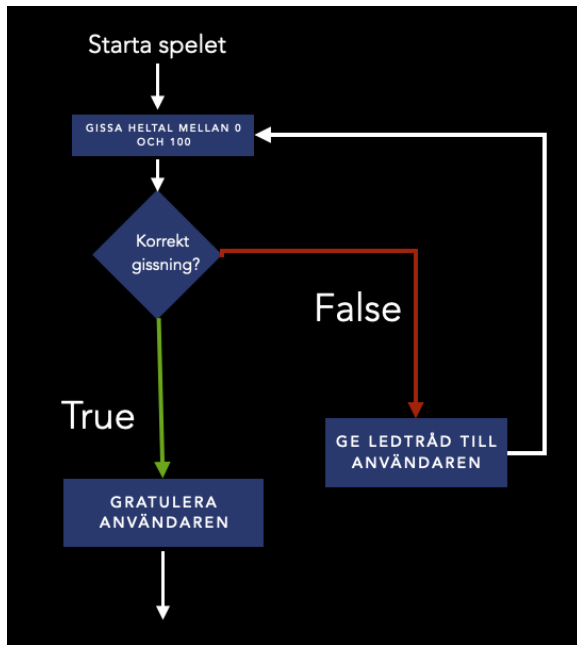 Starta spelet
GISSA HELTAL MELLAN 0
OCH 100
Korrekt
gissning?
False
True
GE LEDTRÅD TILL
ANVÄNDAREN
GRATULERA
ANVÄNDAREN